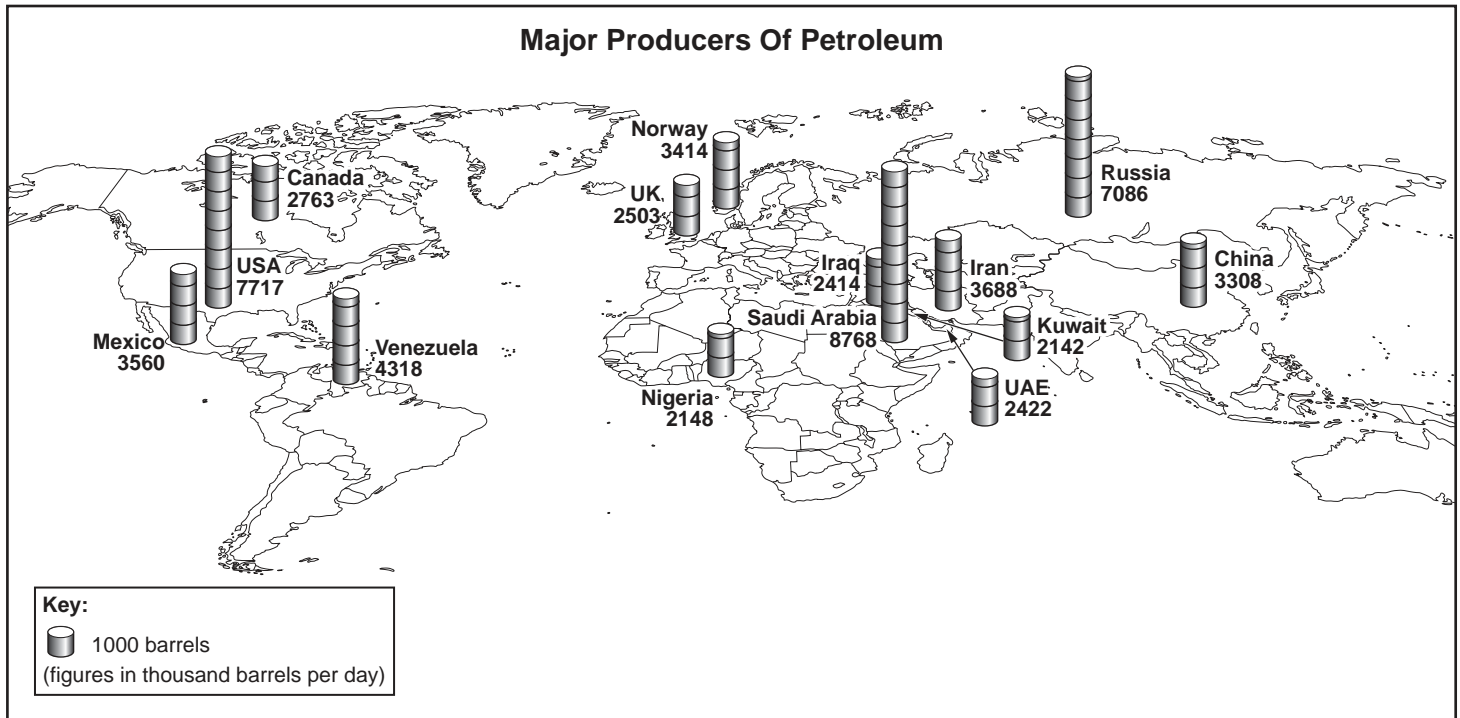 Major Producers Of Petroleum
Norway
3414
Canada
2763
UK
2503
Russia
7086
USA
7717
Iraq
2414
Iran
3688
China
3308
Mexico
3560
Venezuela
4318
Saudi Arabia
8768
Kuwait
2142
Nigeria
2148
UAE
2422
Key:
1000 barrels
(figures in thousand barrels per day)